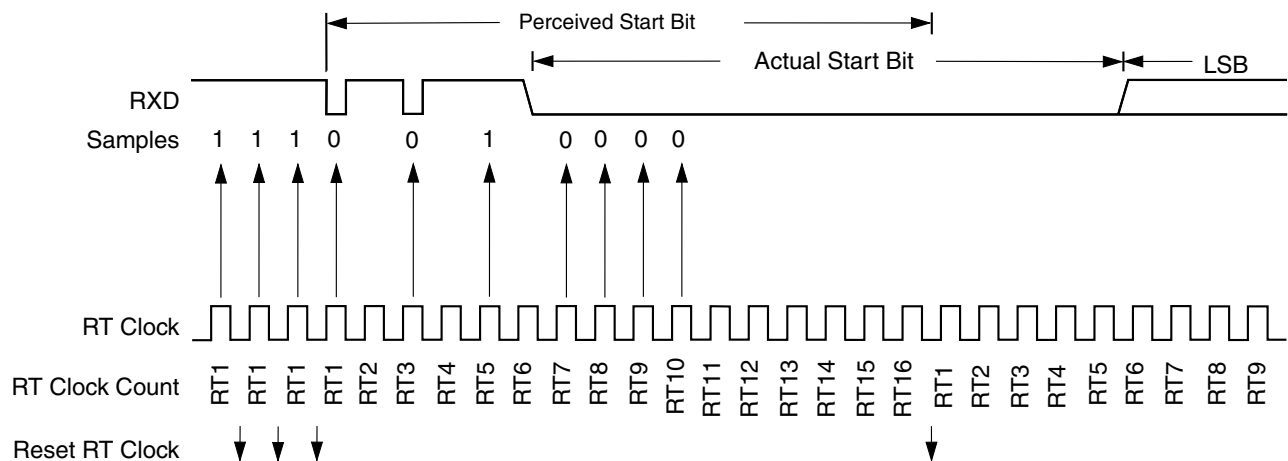 Perceived Start Bit
Actual Start Bit
LSB
RXD
Samples 1 1 1 0 0 1 0 0 0 0
RT Clock
RT Clock Count RT1 RT1 RT1 RT1 RT2 RT3 RT4 RT5 RT6 RT7 RT8 RT9 RT10 RT11 RT12 RT13 RT14 RT15 RT16 RT1 RT2 RT3 RT4 RT5 RT6 RT7 RT8 RT9
Reset RT Clock